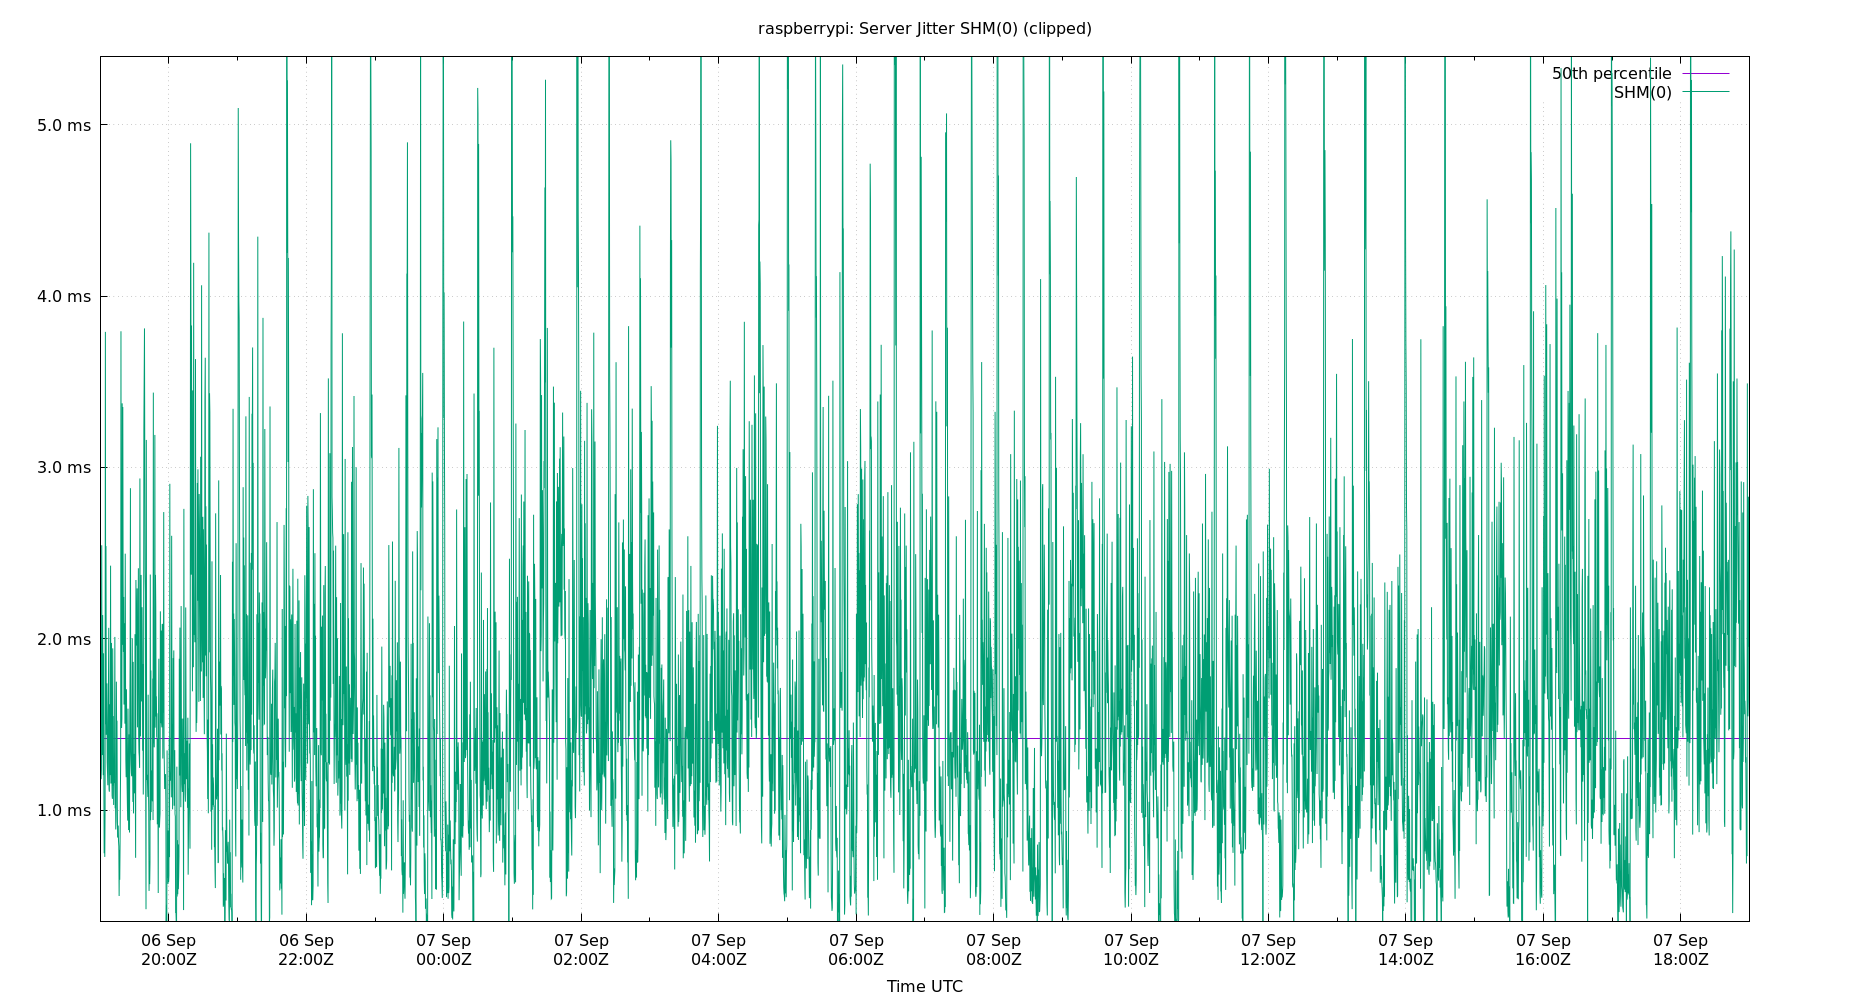 raspberrypi: Server Jitter SHM(0) (clipped)
50th percentile
SHM(0)
5.0 ms
4.0 ms
3.0 ms
2.0 ms
1.0 ms
06 Sep 06 Sep 07 Sep 07 Sep 07 Sep 07 Sep 07 Sep 07 Sep 07 Sep 07 Sep 07 Sep 07 Sep
20:00Z 22:00Z 00:00Z 02:00Z 04:00Z 06:00Z 08:00Z 10:00Z 12:00Z 14:00Z 16:00Z 18:00Z
Time UTC